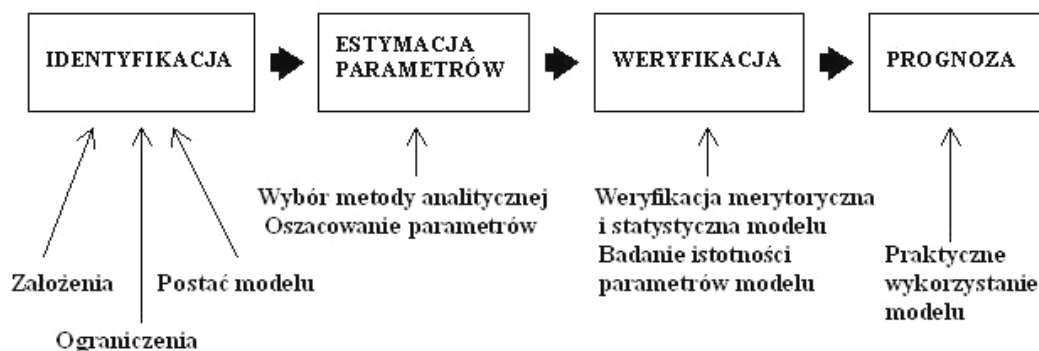 IDENTYFIKACJA
ESTYMACJA
PARAMETRÓW
WERYFIKACJA
PROGNOZA
Wybór metody analitycznej
Oszacowanie parametrów
Weryfikacja merytoryczna
i statystyczna modelu
Badanie istotności
parametrów modelu
Praktyczne
wykorzystanie
modelu
Założenia
Postać modelu
Ograniczenia